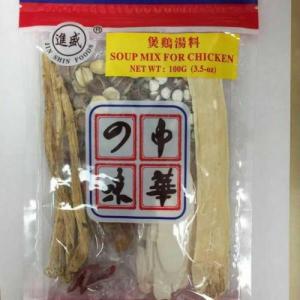 進盛
JIN SHIN FOODS
煲鷄湯料
SOUP MIX FOR CHICKEN
NET WT: 100G (3.5-oz)
中華
の味